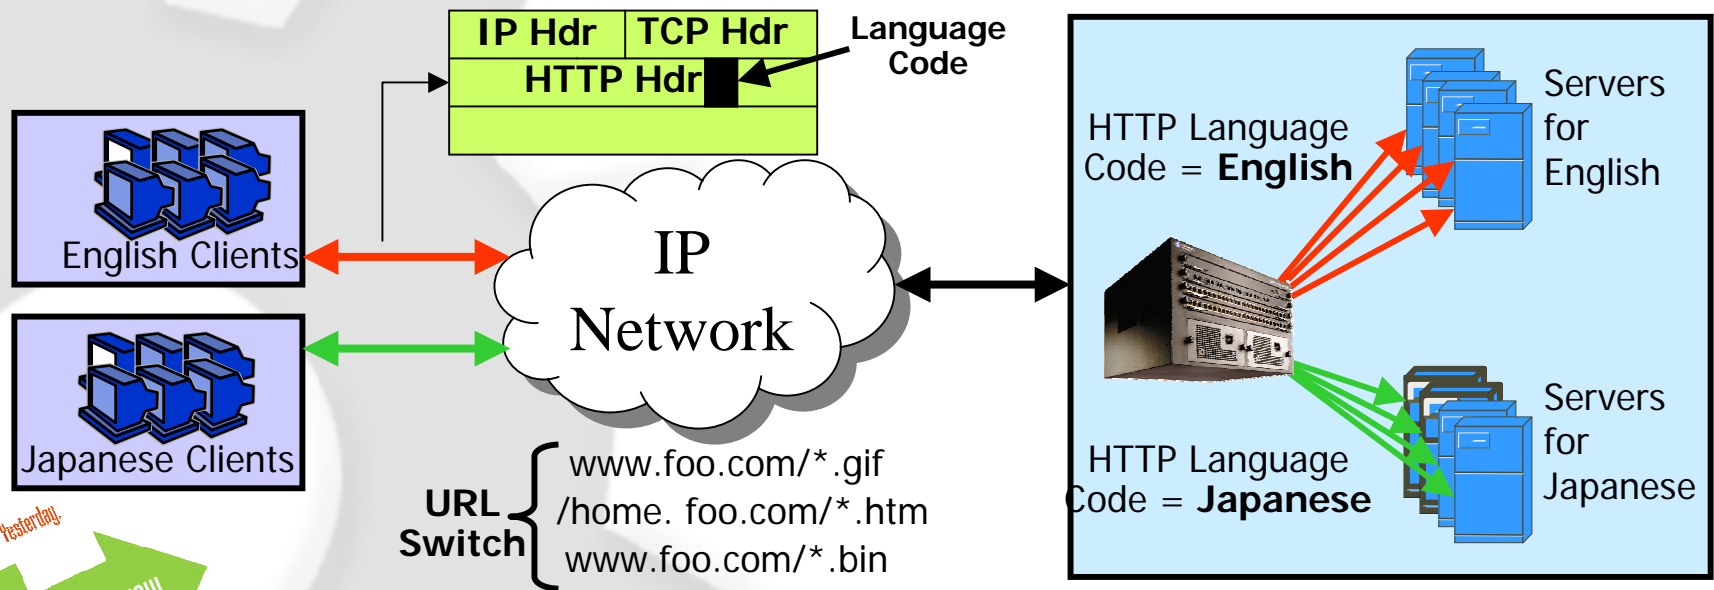 IP Hdr TCP Hdr
HTTP Hdr
Language
Code
English Clients
Japanese Clients
IP
Network
HTTP Language
Code = English
Servers
for
English
HTTP Language
Code = Japanese
Servers
for
Japanese
URL
Switch
www.foo.com/*.gif
/home. foo.com/*.htm
www.foo.com/*.bin
Yesterday.